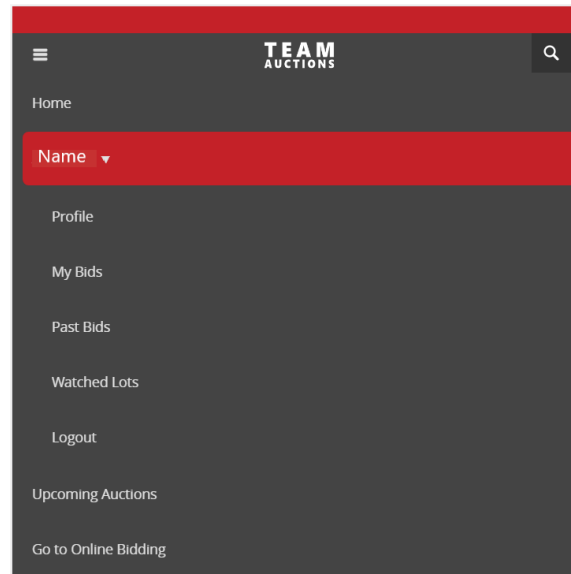 TEAM
AUCTIONS
Home
Name
Profile
My Bids
Past Bids
Watched Lots
Logout
Upcoming Auctions
Go to Online Bidding